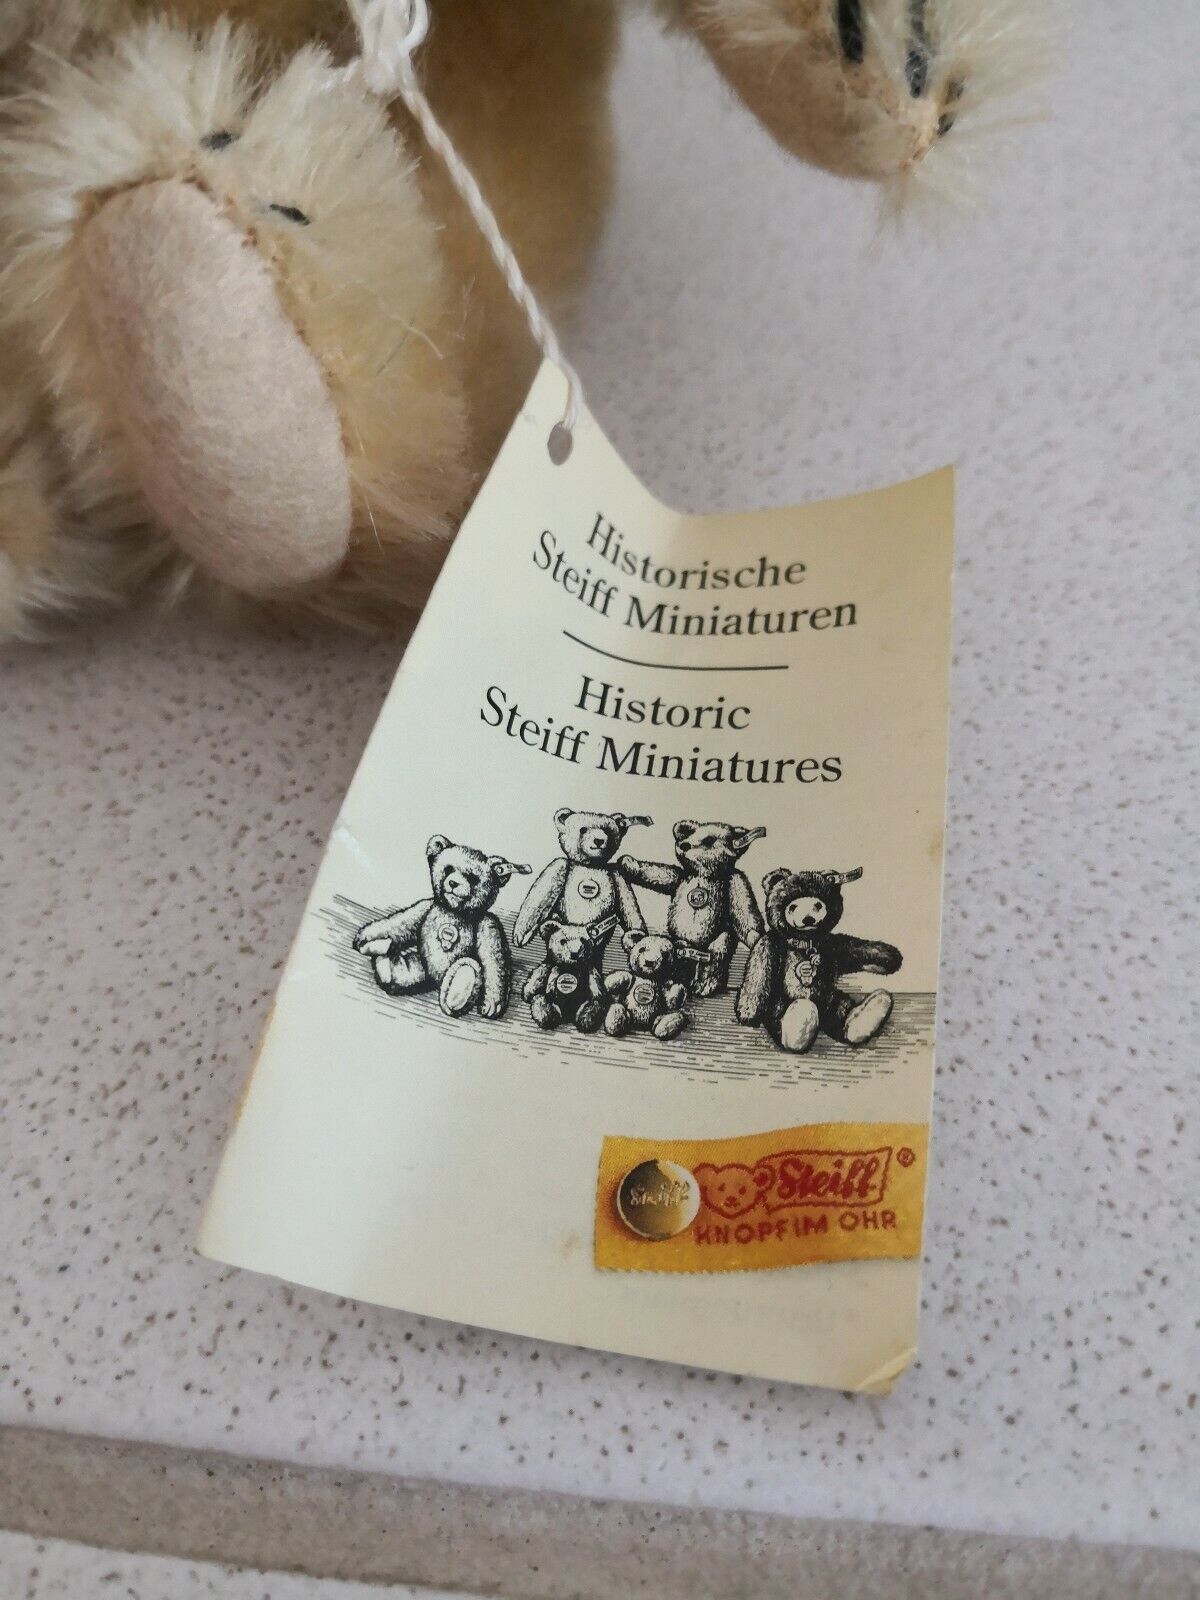 Historische
Steiff Miniaturen
Historic
Steiff Miniatures
Steiff
Steiff ®
KNOPF IM OHR